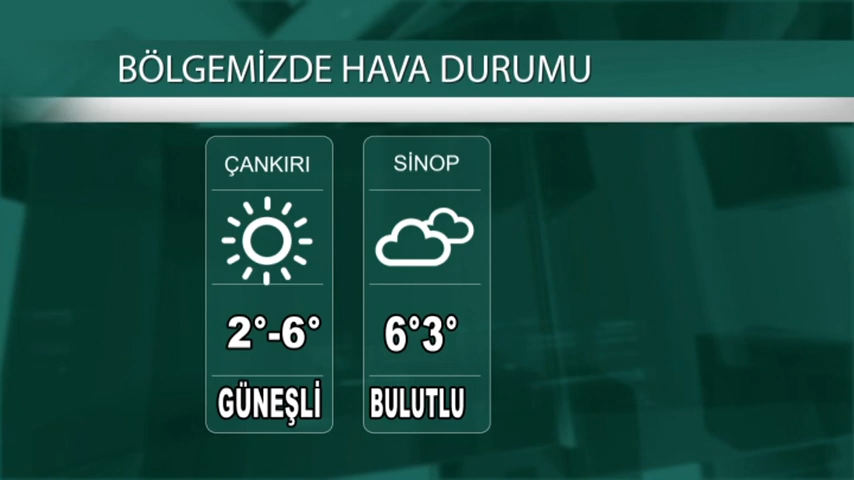 BÖLGEMİZDE HAVA DURUMU
ÇANKIRI
2°-6°
GÜNEŞLİ
SİNOP
6°3°
BULUTLU